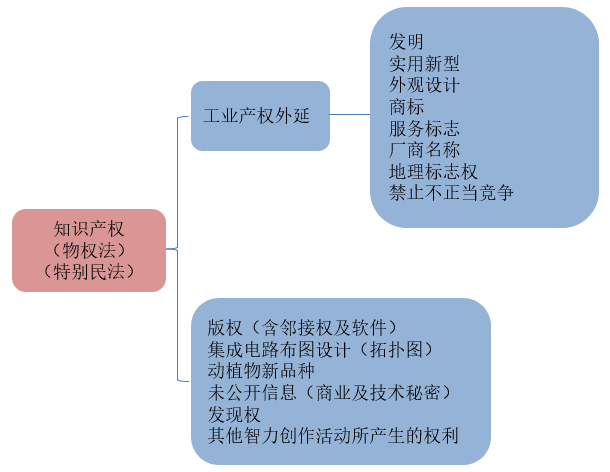 知识产权
（物权法）
（特别民法）
工业产权外延
发明
实用新型
外观设计
商标
服务标志
厂商名称
地理标志权
禁止不正当竞争
版权（含邻接权及软件）
集成电路布图设计（拓扑图）
动植物新品种
未公开信息（商业及技术秘密）
发现权
其他智力创作活动所产生的权利